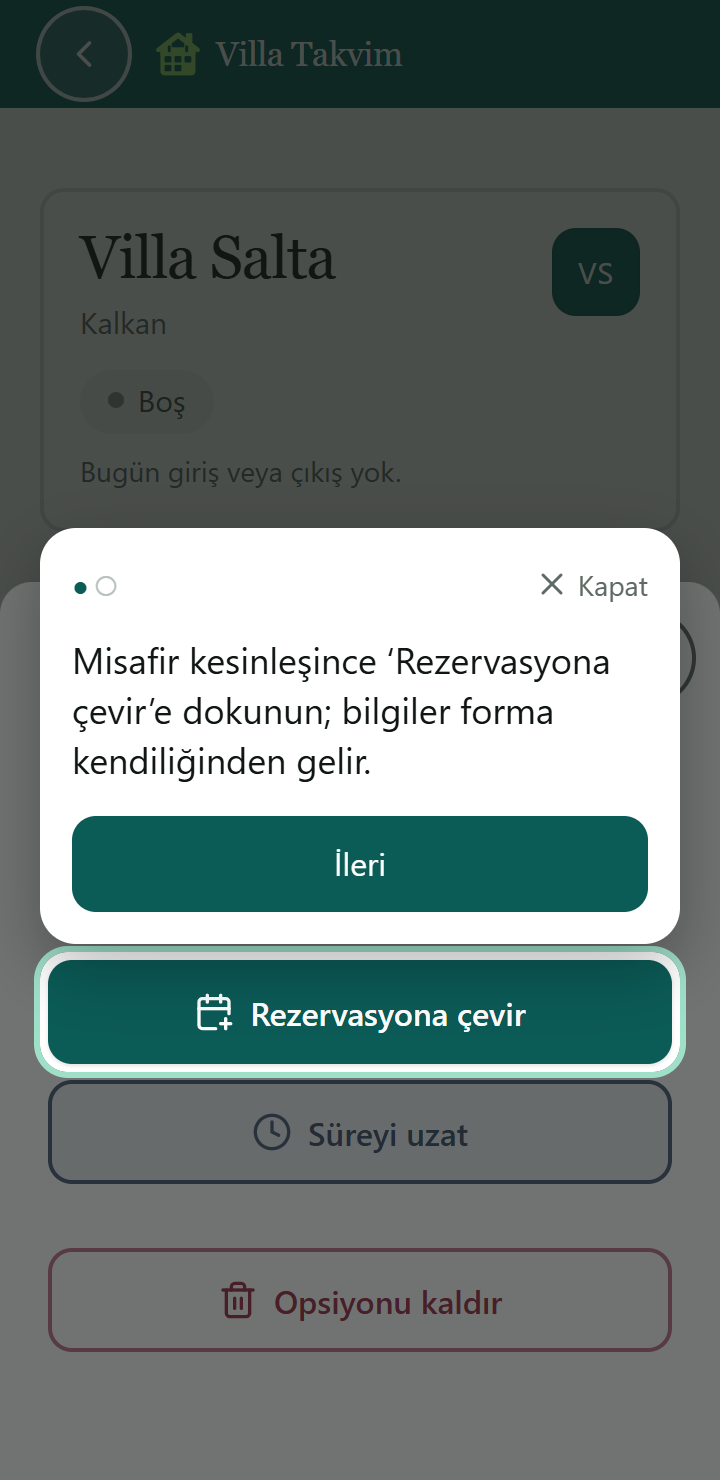 Villa Takvim
Villa Salta
VS
Kalkan
Boş
Bugün giriş veya çıkış yok.
Kapat
Misafir kesinleşince ‘Rezervasyona
çevir’e dokunun; bilgiler forma
kendiliğinden gelir.
İleri
Rezervasyona çevir
Süreyi uzat
Opsiyonu kaldır